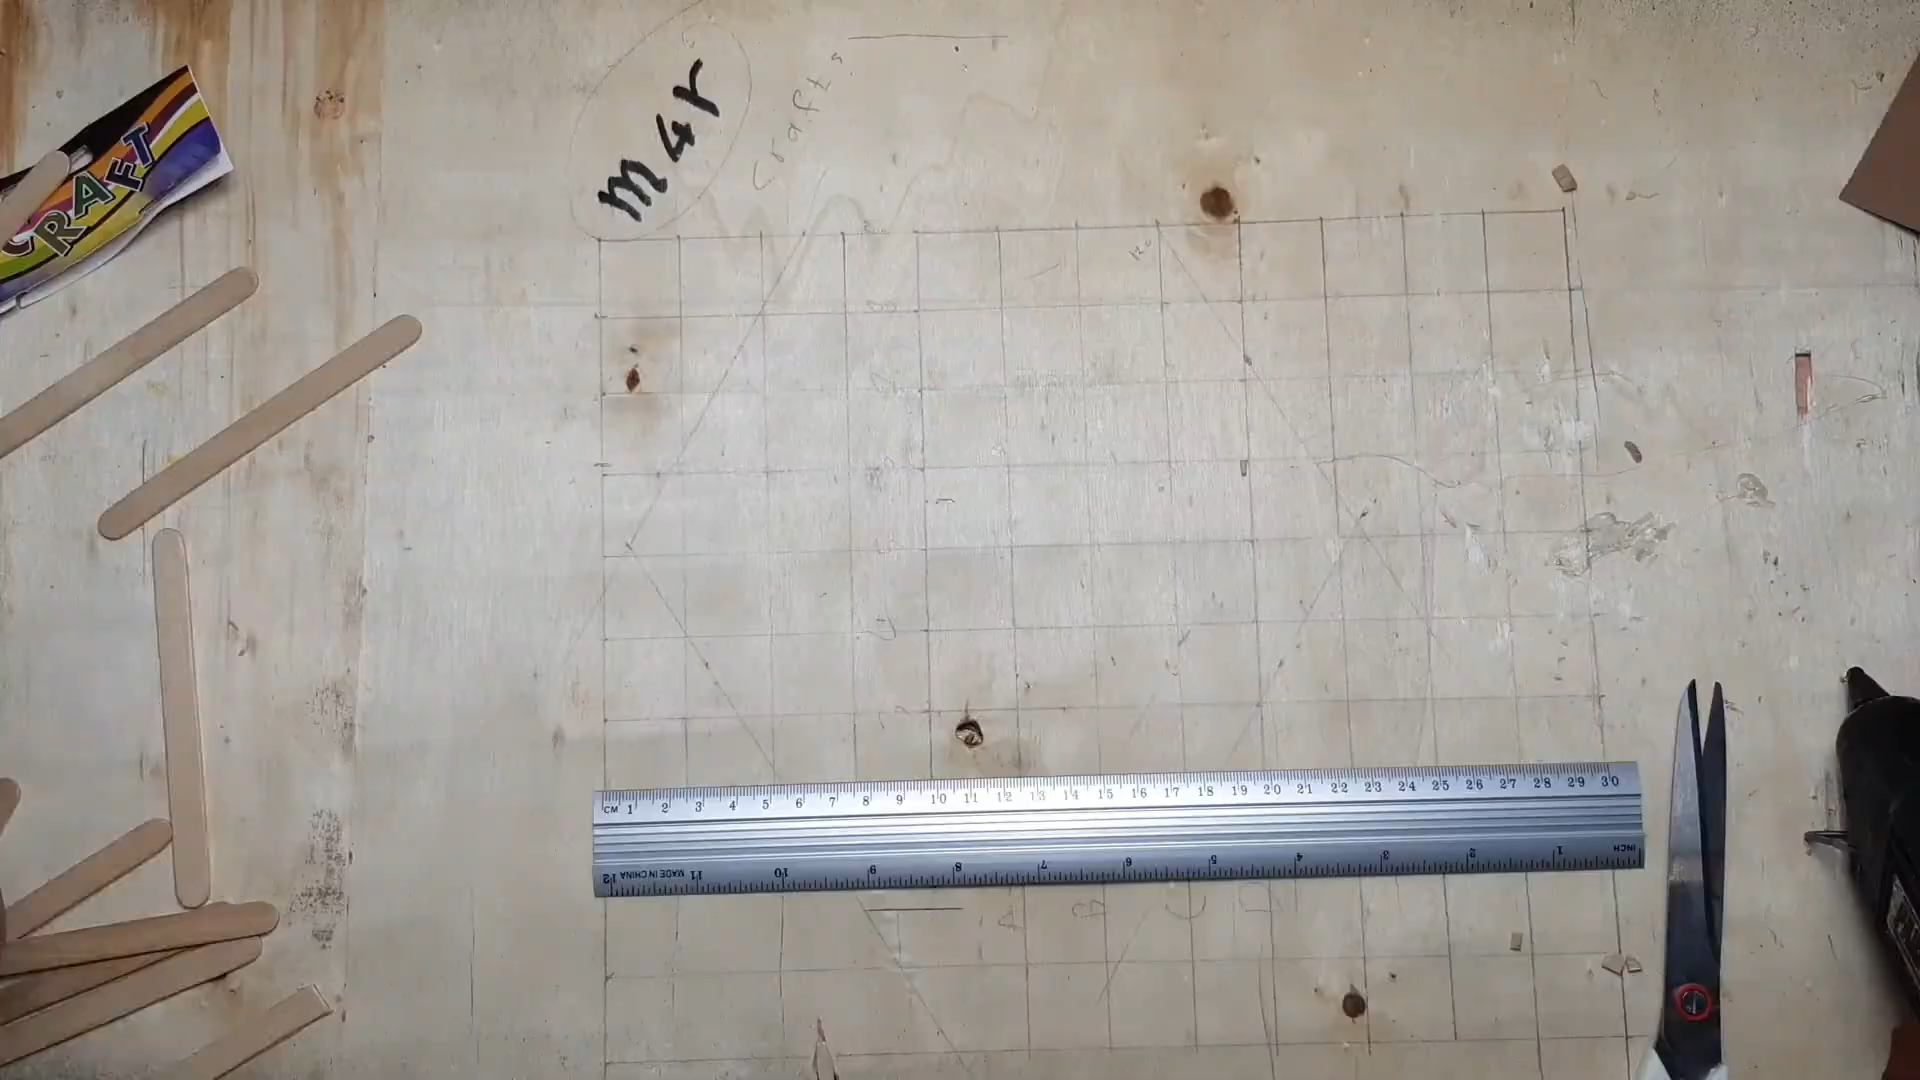 m4r
Crafts
CRAFT
CM 1 2 3 4 5 6 7 8 9 10 11 12 13 14 15 16 17 18 19 20 21 22 23 24 25 26 27 28 29 30
12 MADE IN CHINA 11 10 9 8 7 6 5 4 3 2 1 INCH
A B C D